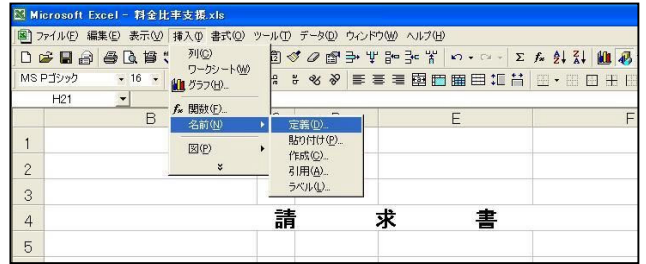 Microsoft Excel - 料金比率支援.xls
ファイル(F) 編集(E) 表示(V) 挿入(I) 書式(O) ツール(T) データ(D) ウィンドウ(W) ヘルプ(H)
列(C)
ワークシート(W)
グラフ(H)...
MS Pゴシック 16
H21
fx 関数(F)...
名前(N) 定義(D)...
B E F
貼り付け(P)...
図(P) 作成(C)...
引用(A)...
ラベル(L)...
1
2
3
4 請 求 書
5